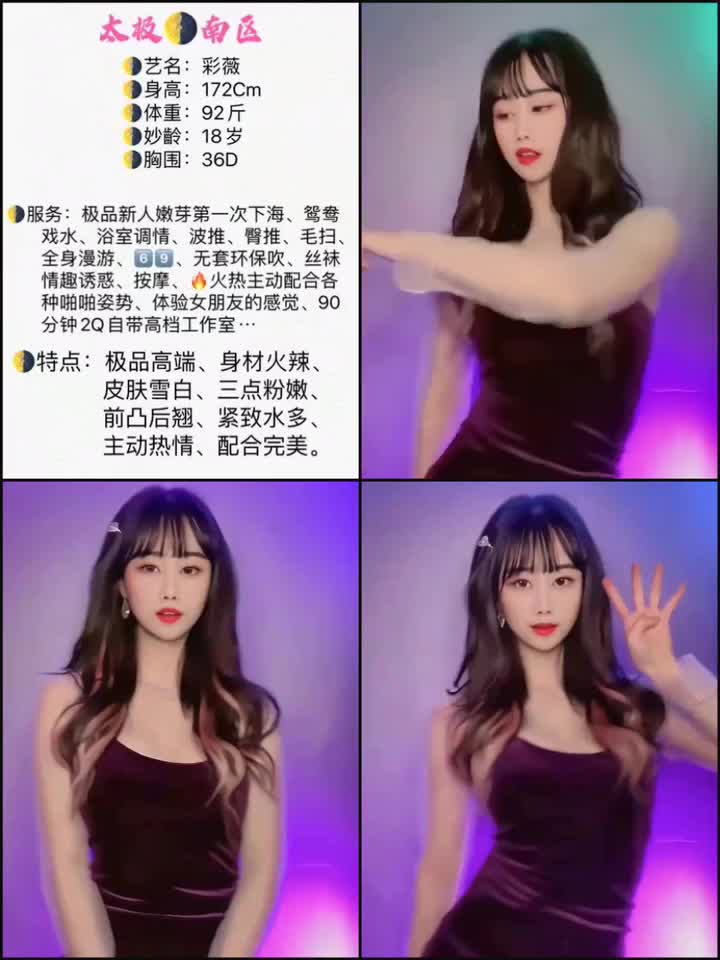 太极🌗南区
🌗艺名：彩薇
🌗身高：172Cm
🌗体重：92斤
🌗妙龄：18岁
🌗胸围：36D
🌗服务：极品新人嫩芽第一次下海、鸳鸯
戏水、浴室调情、波推、臀推、毛扫、
全身漫游、6️⃣9️⃣、无套环保吹、丝袜
情趣诱惑、按摩、🔥火热主动配合各
种啪啪姿势、体验女朋友的感觉、90
分钟2Q自带高档工作室…
🌗特点：极品高端、身材火辣、
皮肤雪白、三点粉嫩、
前凸后翘、紧致水多、
主动热情、配合完美。